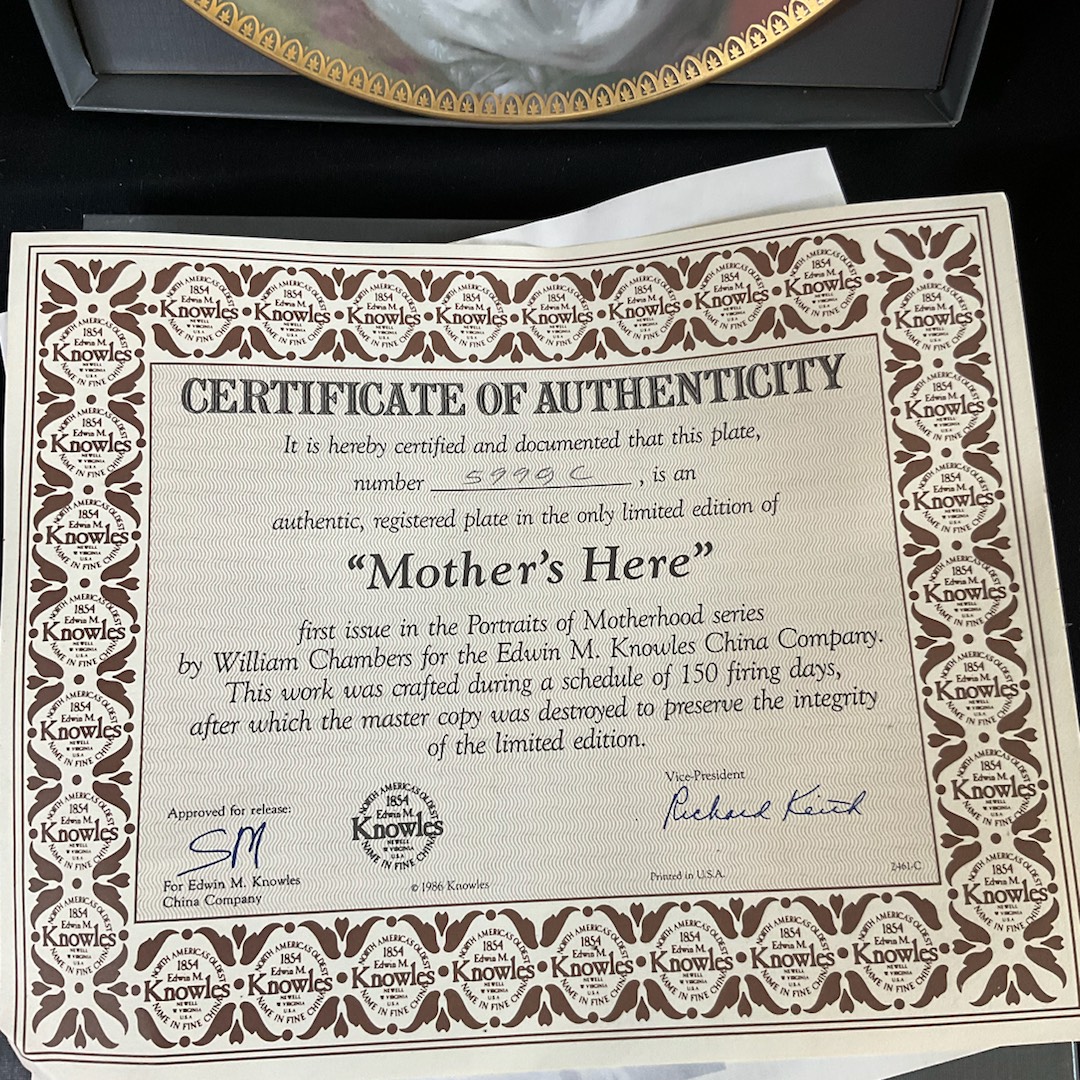 CERTIFICATE OF AUTHENTICITY
It is hereby certified and documented that this plate,
number 5999C, is an
authentic, registered plate in the only limited edition of
“Mother’s Here”
first issue in the Portraits of Motherhood series
by William Chambers for the Edwin M. Knowles China Company.
This work was crafted during a schedule of 150 firing days,
after which the master copy was destroyed to preserve the integrity
of the limited edition.
Approved for release:
SM
For Edwin M. Knowles
China Company
NORTH AMERICA'S OLDEST
1854
Edwin M.
Knowles
NEWELL
W VIRGINIA
U.S.A
NAME IN FINE CHINA
© 1986 Knowles
Vice-President
Richard Keith
Printed in U.S.A.
2461-C